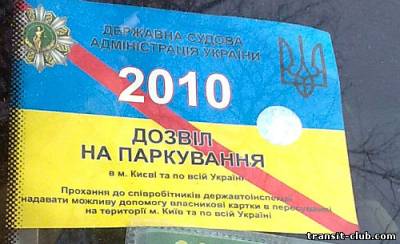 ДЕРЖАВНА СУДОВА
АДМІНІСТРАЦІЯ УКРАЇНИ
2010
ДОЗВІЛ
НА ПАРКУВАННЯ
в м. Києві та по всій Україні
Прохання до співробітників державтоінспекції
надавати можливу допомогу власникові картки в пересуванні
на території м. Київ та по всій Україні
transit-club.com